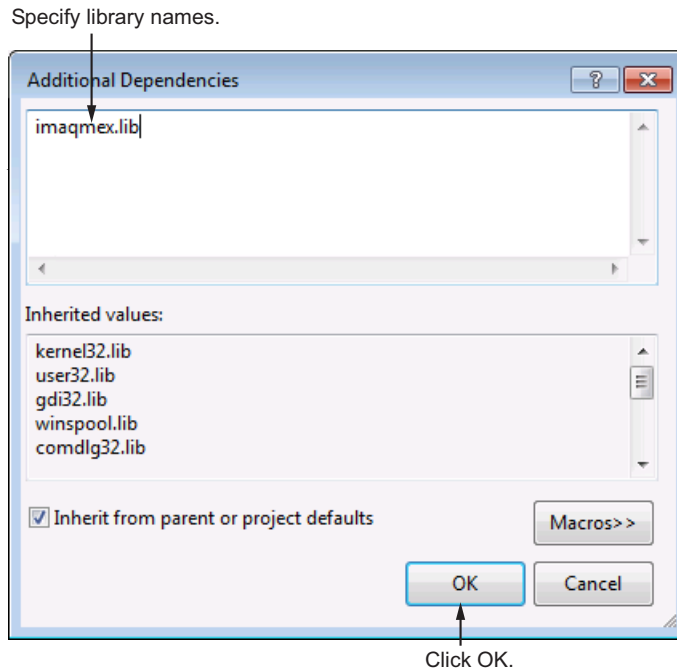 Specify library names.
Additional Dependencies
imaqmex.lib
Inherited values:
kernel32.lib
user32.lib
gdi32.lib
winspool.lib
comdlg32.lib
Inherit from parent or project defaults
Macros>>
OK
Cancel
Click OK.